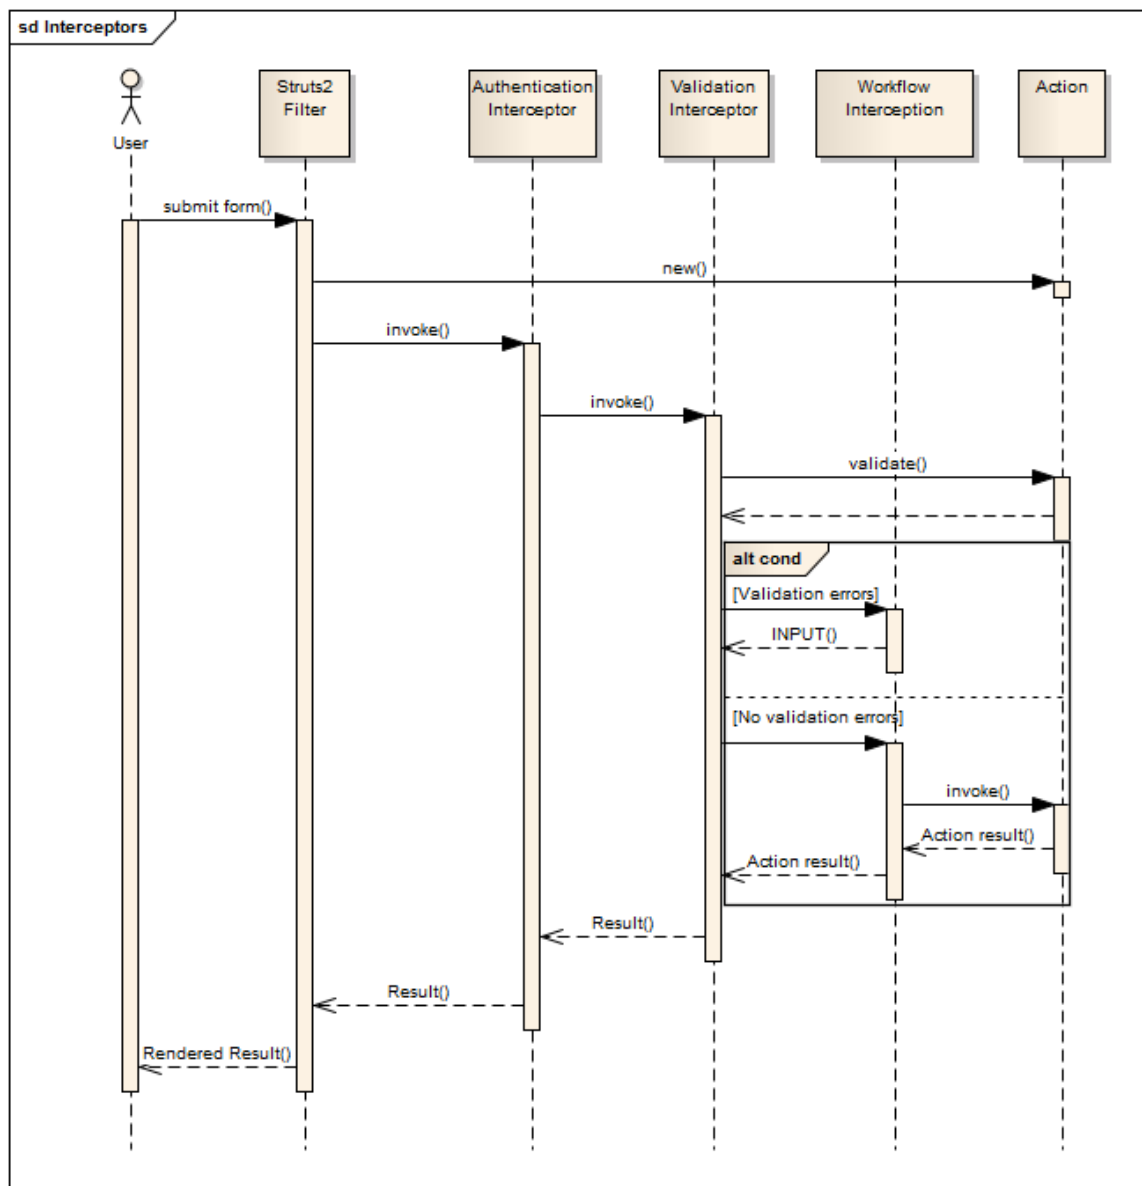 sd Interceptors
User
Struts2
Filter
Authentication
Interceptor
Validation
Interceptor
Workflow
Interception
Action
submit form()
new()
invoke()
invoke()
validate()
alt cond
[Validation errors]
INPUT()
[No validation errors]
invoke()
Action result()
Action result()
Result()
Result()
Rendered Result()